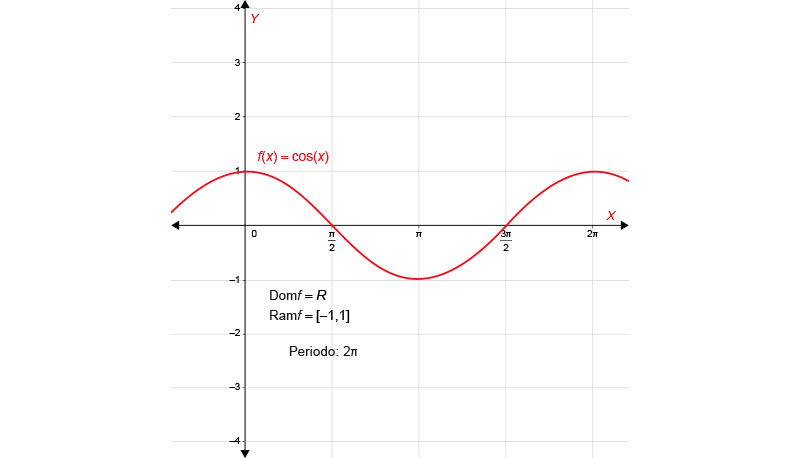 4
Y
3
2
f(x) = cos(x)
1
X
0
π/2
π
3π/2
2π
–1
Domf = R
Ramf = [–1,1]
–2
Periodo: 2π
–3
–4